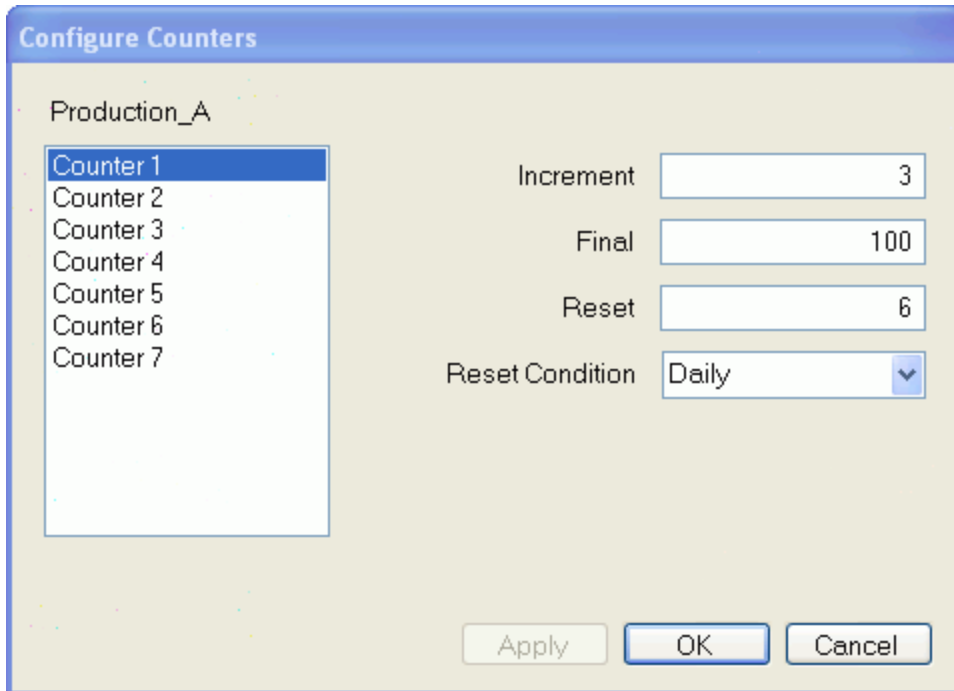 Configure Counters
Production_A
Counter 1
Counter 2
Counter 3
Counter 4
Counter 5
Counter 6
Counter 7
Increment 3
Final 100
Reset 6
Reset Condition Daily
Apply OK Cancel